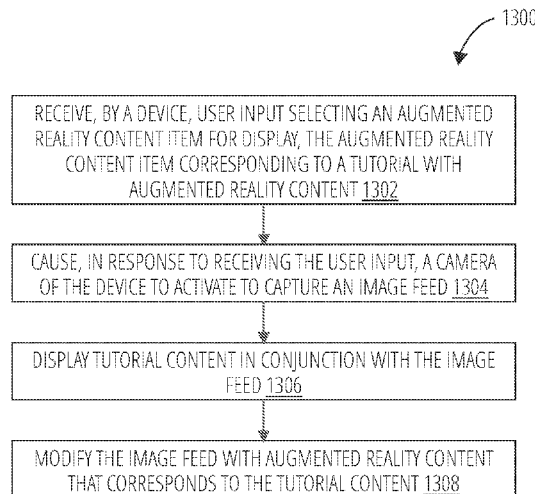 1300
RECEIVE, BY A DEVICE, USER INPUT SELECTING AN AUGMENTED
REALITY CONTENT ITEM FOR DISPLAY, THE AUGMENTED REALITY
CONTENT ITEM CORRESPONDING TO A TUTORIAL WITH
AUGMENTED REALITY CONTENT 1302
CAUSE, IN RESPONSE TO RECEIVING THE USER INPUT, A CAMERA
OF THE DEVICE TO ACTIVATE TO CAPTURE AN IMAGE FEED 1304
DISPLAY TUTORIAL CONTENT IN CONJUNCTION WITH THE IMAGE
FEED 1306
MODIFY THE IMAGE FEED WITH AUGMENTED REALITY CONTENT
THAT CORRESPONDS TO THE TUTORIAL CONTENT 1308